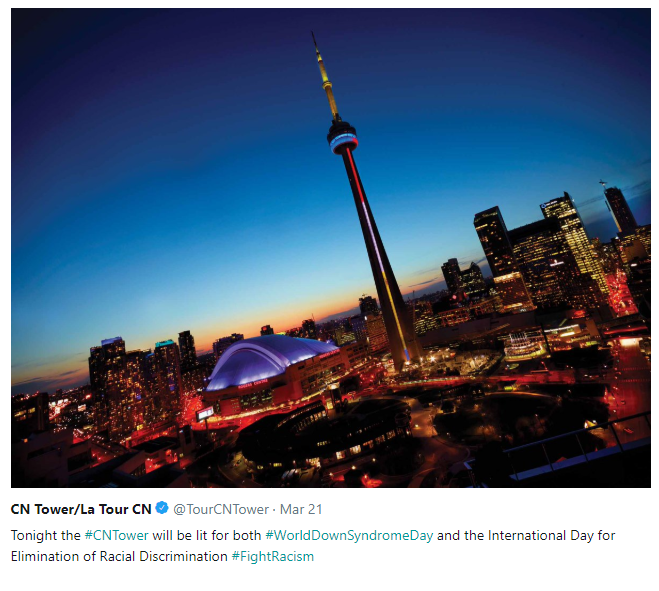 CN Tower/La Tour CN @TourCNTower · Mar 21
Tonight the #CNTower will be lit for both #WorldDownSyndromeDay and the International Day for
Elimination of Racial Discrimination #FightRacism